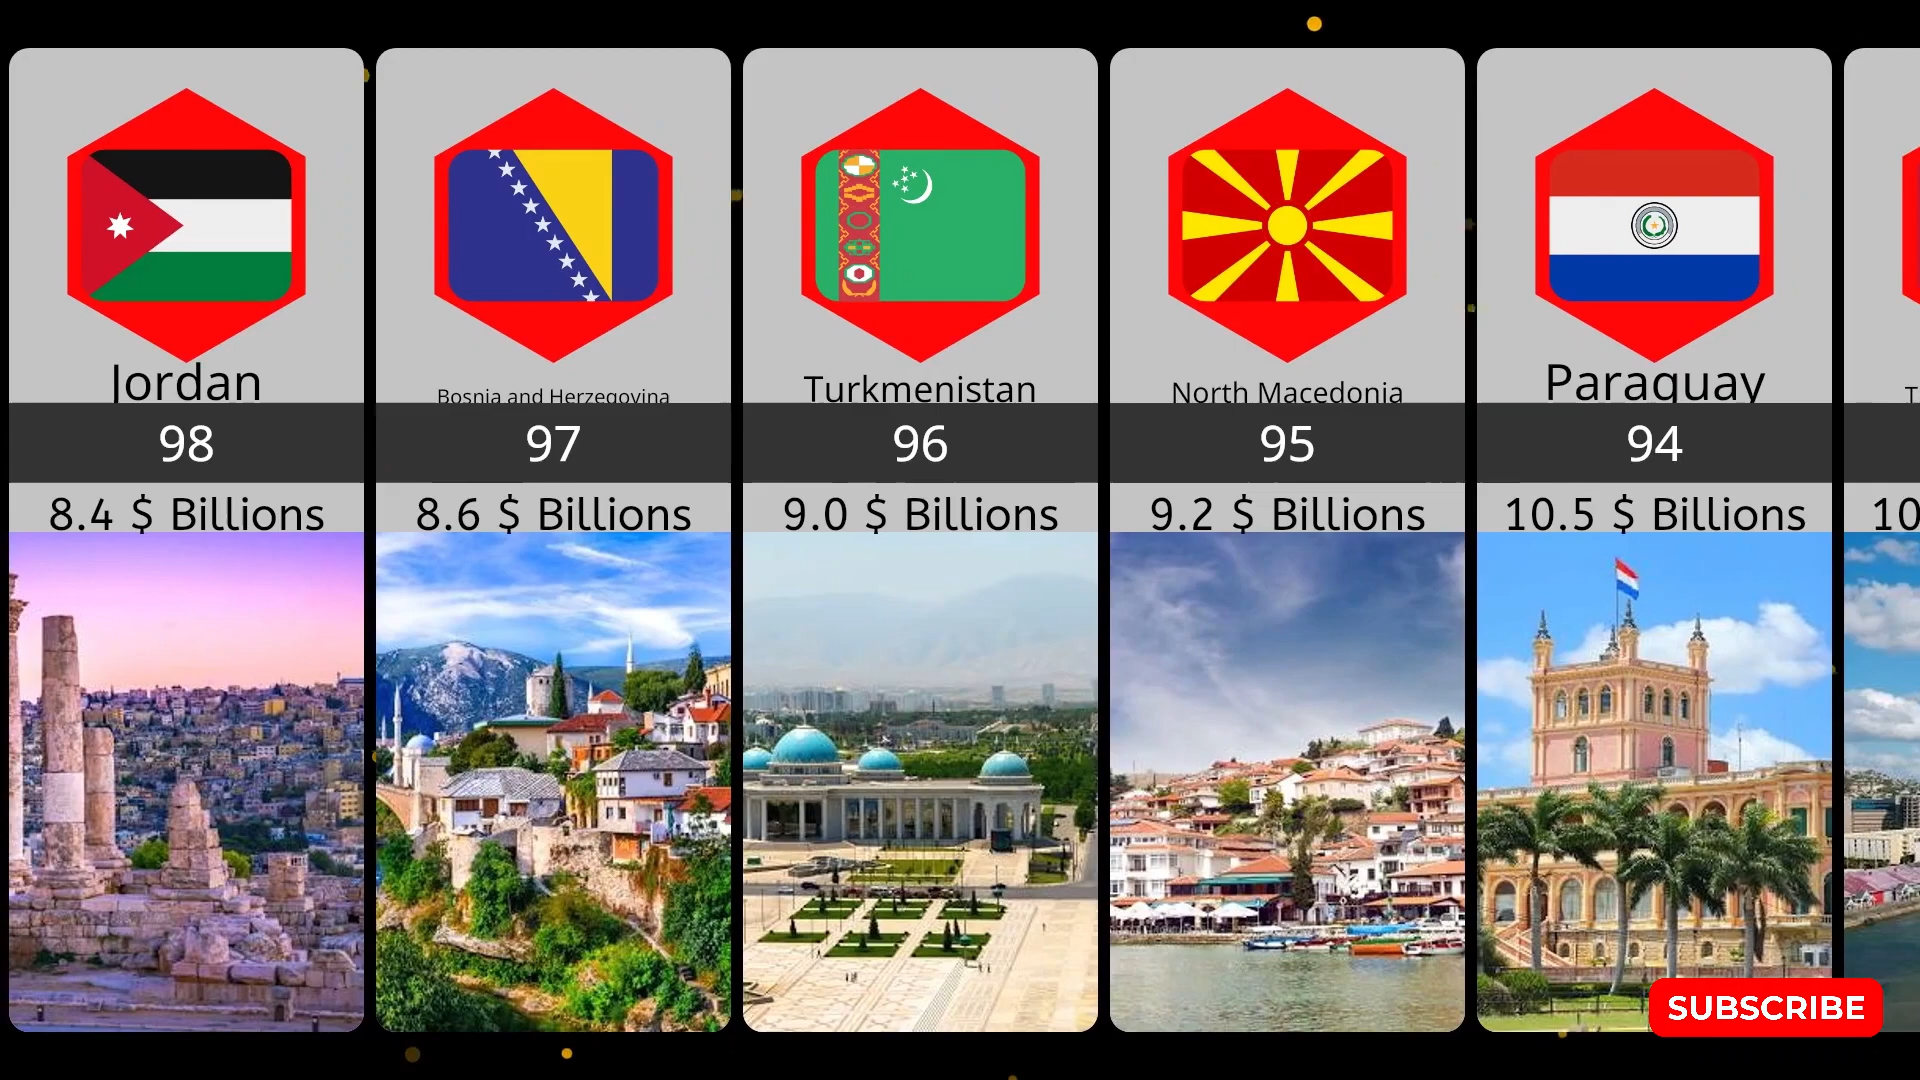 Jordan
98
8.4 $ Billions
Bosnia and Herzegovina
97
8.6 $ Billions
Turkmenistan
96
9.0 $ Billions
North Macedonia
95
9.2 $ Billions
Paraguay
94
10.5 $ Billions
SUBSCRIBE